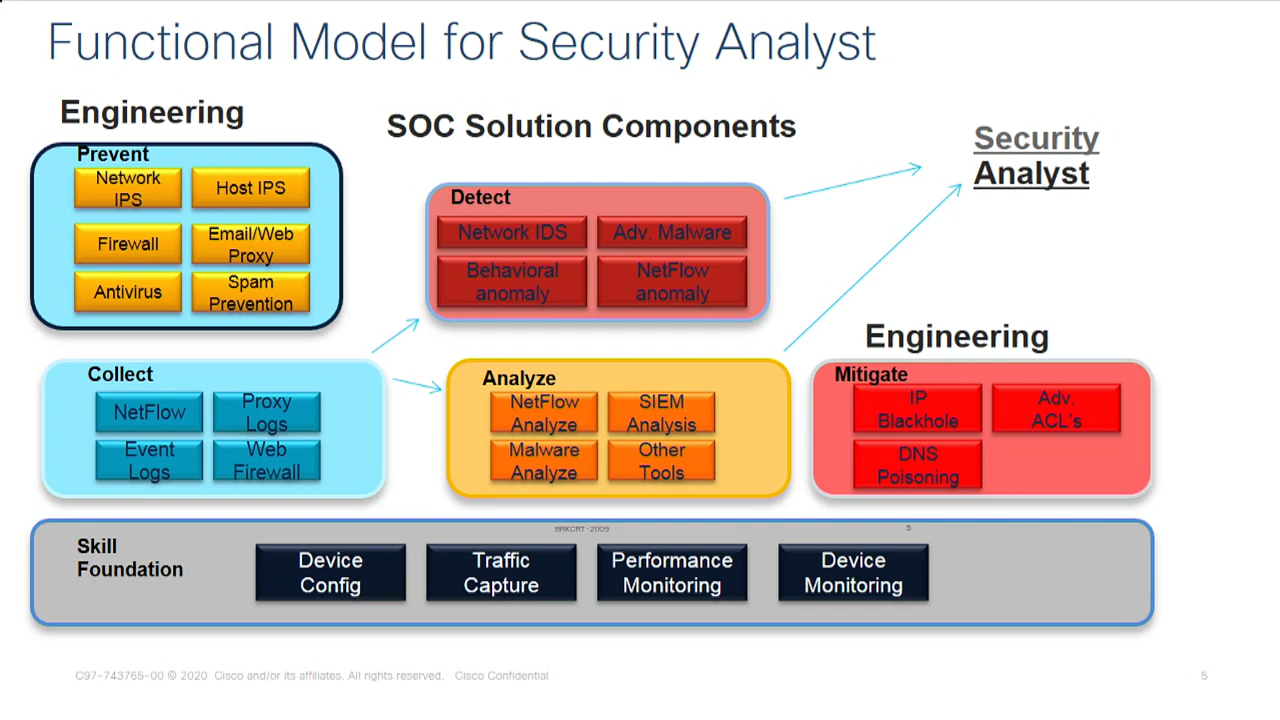 Functional Model for Security Analyst
Engineering
SOC Solution Components
Security
Analyst
Prevent
Network
IPS
Host IPS
Firewall
Email/Web
Proxy
Antivirus
Spam
Prevention
Detect
Network IDS
Adv. Malware
Behavioral
anomaly
NetFlow
anomaly
Collect
NetFlow
Proxy
Logs
Event
Logs
Web
Firewall
Analyze
NetFlow
Analyze
SIEM
Analysis
Malware
Analyze
Other
Tools
Engineering
Mitigate
IP
Blackhole
Adv.
ACL's
DNS
Poisoning
BRKCRT-2009
5
Skill
Foundation
Device
Config
Traffic
Capture
Performance
Monitoring
Device
Monitoring
C97-743765-00 © 2020 Cisco and/or its affiliates. All rights reserved. Cisco Confidential
5